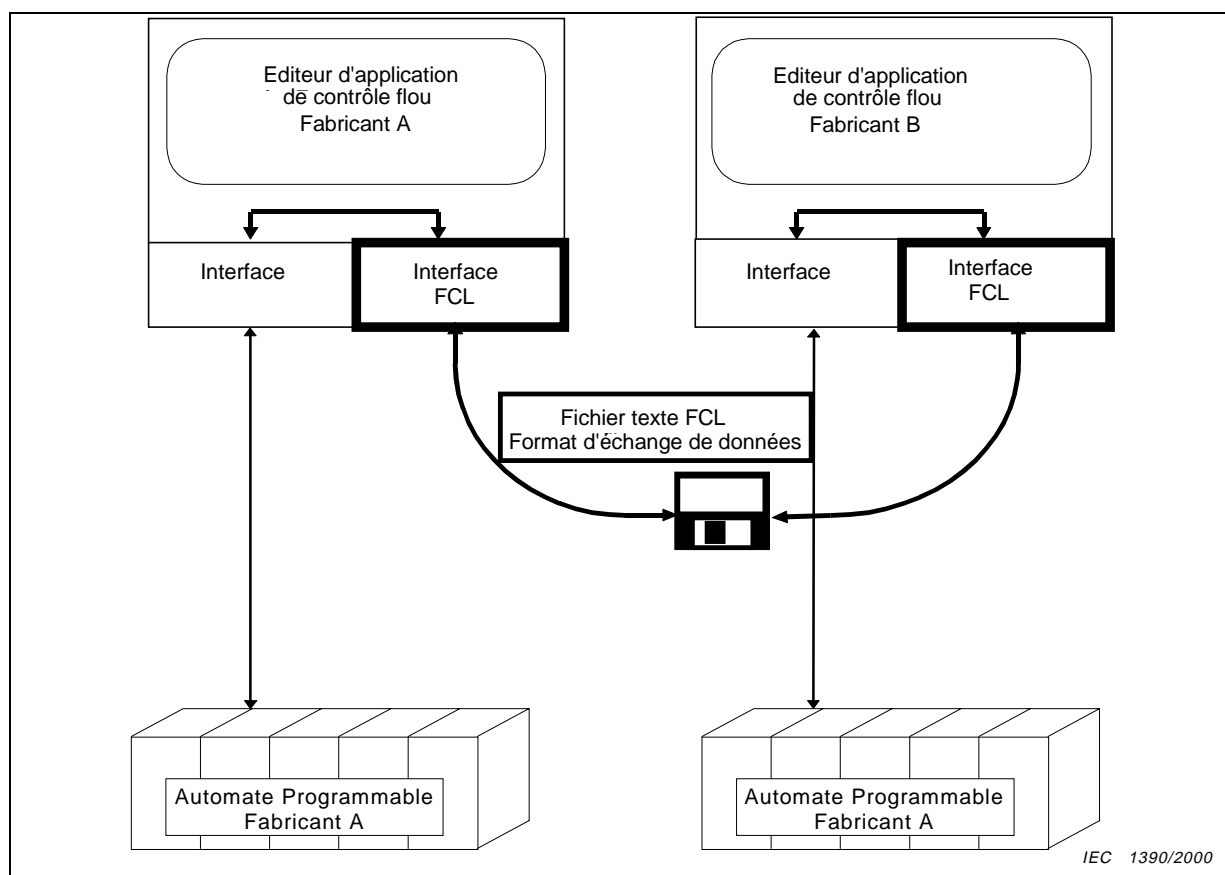 Editeur d'application
de contrôle flou
Fabricant A
Editeur d'application
de contrôle flou
Fabricant B
Interface
Interface
FCL
Interface
Interface
FCL
Fichier texte FCL
Format d'échange de données
Automate Programmable
Fabricant A
Automate Programmable
Fabricant A
IEC 1390/2000